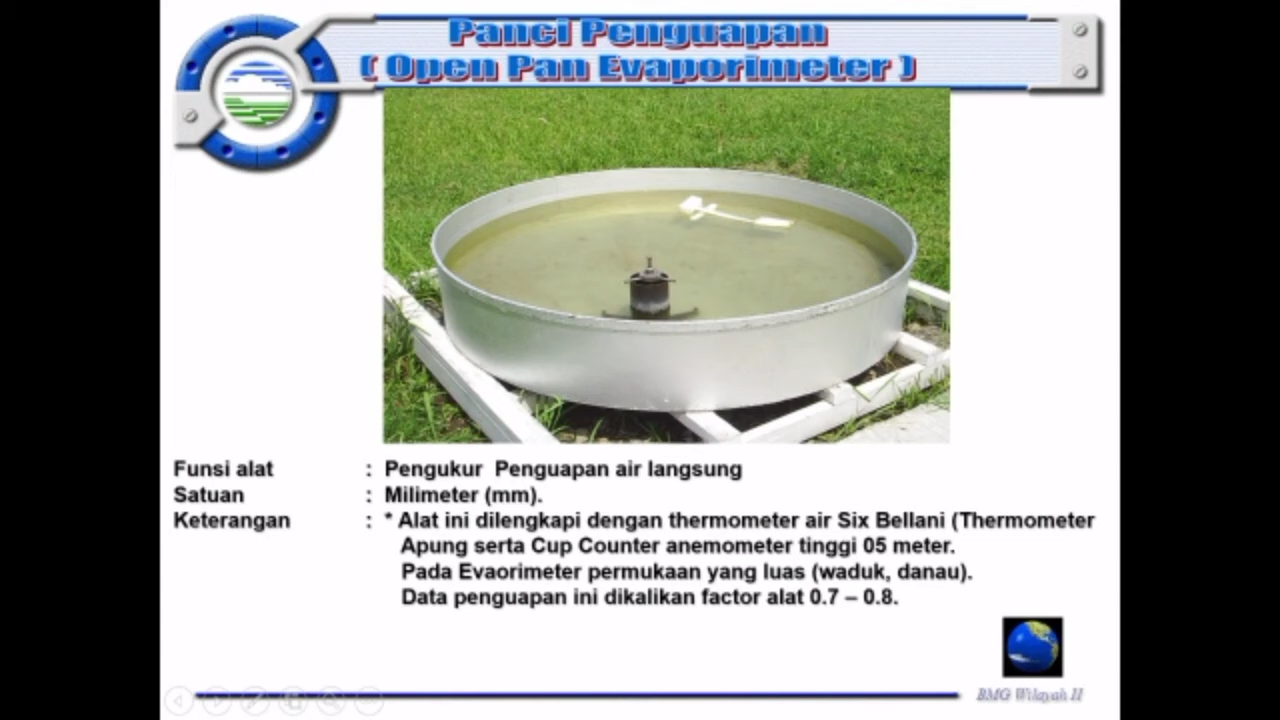 Panci Penguapan
( Open Pan Evaporimeter )
Funsi alat : Pengukur Penguapan air langsung
Satuan : Milimeter (mm).
Keterangan : * Alat ini dilengkapi dengan thermometer air Six Bellani (Thermometer
Apung serta Cup Counter anemometer tinggi 05 meter.
Pada Evaorimeter permukaan yang luas (waduk, danau).
Data penguapan ini dikalikan factor alat 0.7 – 0.8.
BMG Wilayah II